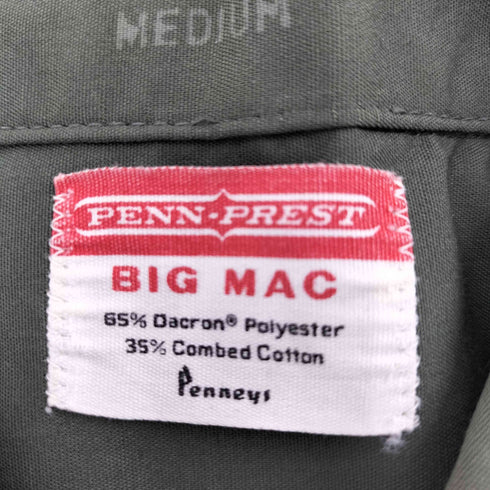 MEDIUM
PENN-PREST
BIG MAC
65% Dacron® Polyester
35% Combed Cotton
Penneys